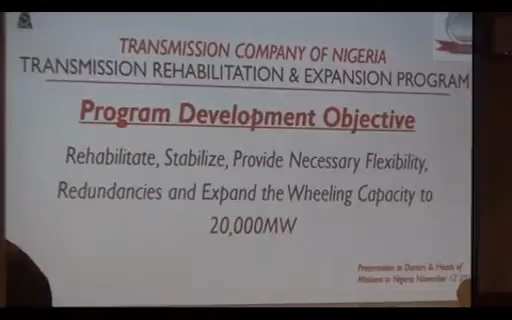 TRANSMISSION COMPANY OF NIGERIA
TRANSMISSION REHABILITATION & EXPANSION PROGRAM
Program Development Objective
Rehabilitate, Stabilize, Provide Necessary Flexibility,
Redundancies and Expand the Wheeling Capacity to
20,000MW
Presentation to Donors & Heads of
Missions in Nigeria November 17